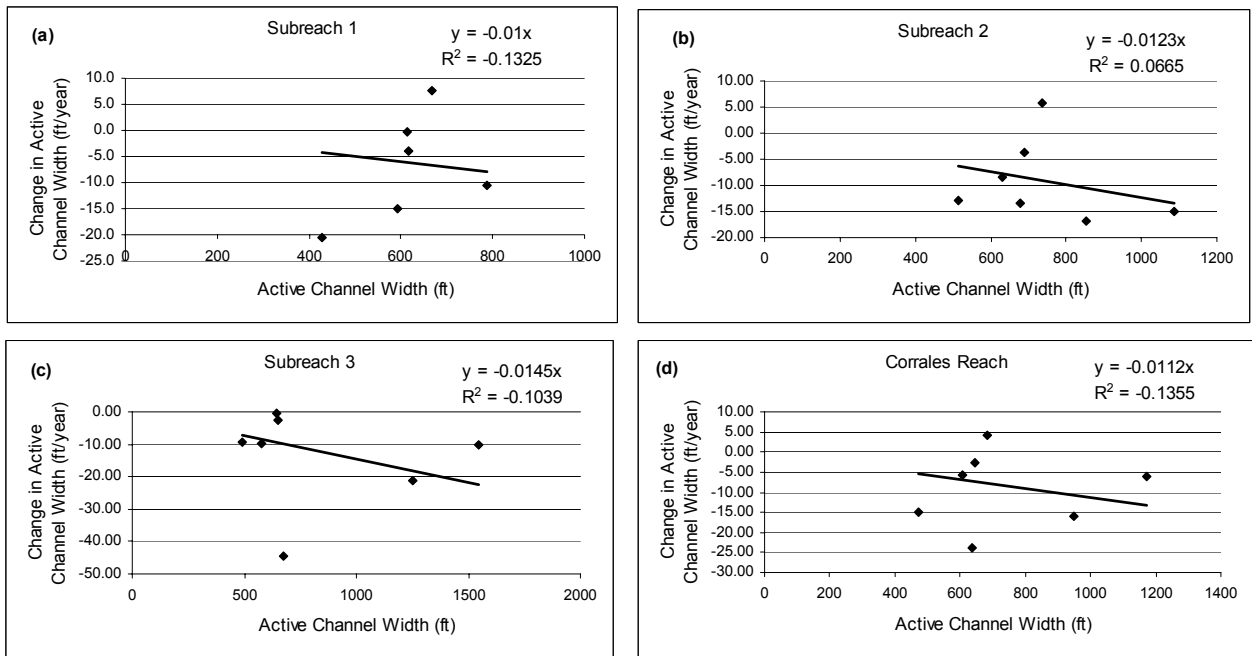 (a)
Subreach 1
y = -0.01x
R² = -0.1325
Change in Active
Channel Width (ft/year)
10.0
5.0
0.0
-5.0
-10.0
-15.0
-20.0
-25.0
0 200 400 600 800 1000
Active Channel Width (ft)
(b)
Subreach 2
y = -0.0123x
R² = 0.0665
Change in Active
Channel Width (ft/year)
10.00
5.00
0.00
-5.00
-10.00
-15.00
-20.00
0 200 400 600 800 1000 1200
Active Channel Width (ft)
(c)
Subreach 3
y = -0.0145x
R² = -0.1039
Change in Active
Channel Width (ft/year)
0.00
-10.00
-20.00
-30.00
-40.00
-50.00
0 500 1000 1500 2000
Active Channel Width (ft)
(d)
Corrales Reach
y = -0.0112x
R² = -0.1355
Change in Active
Channel Width (ft/year)
10.00
5.00
0.00
-5.00
-10.00
-15.00
-20.00
-25.00
-30.00
0 200 400 600 800 1000 1200 1400
Active Channel Width (ft)